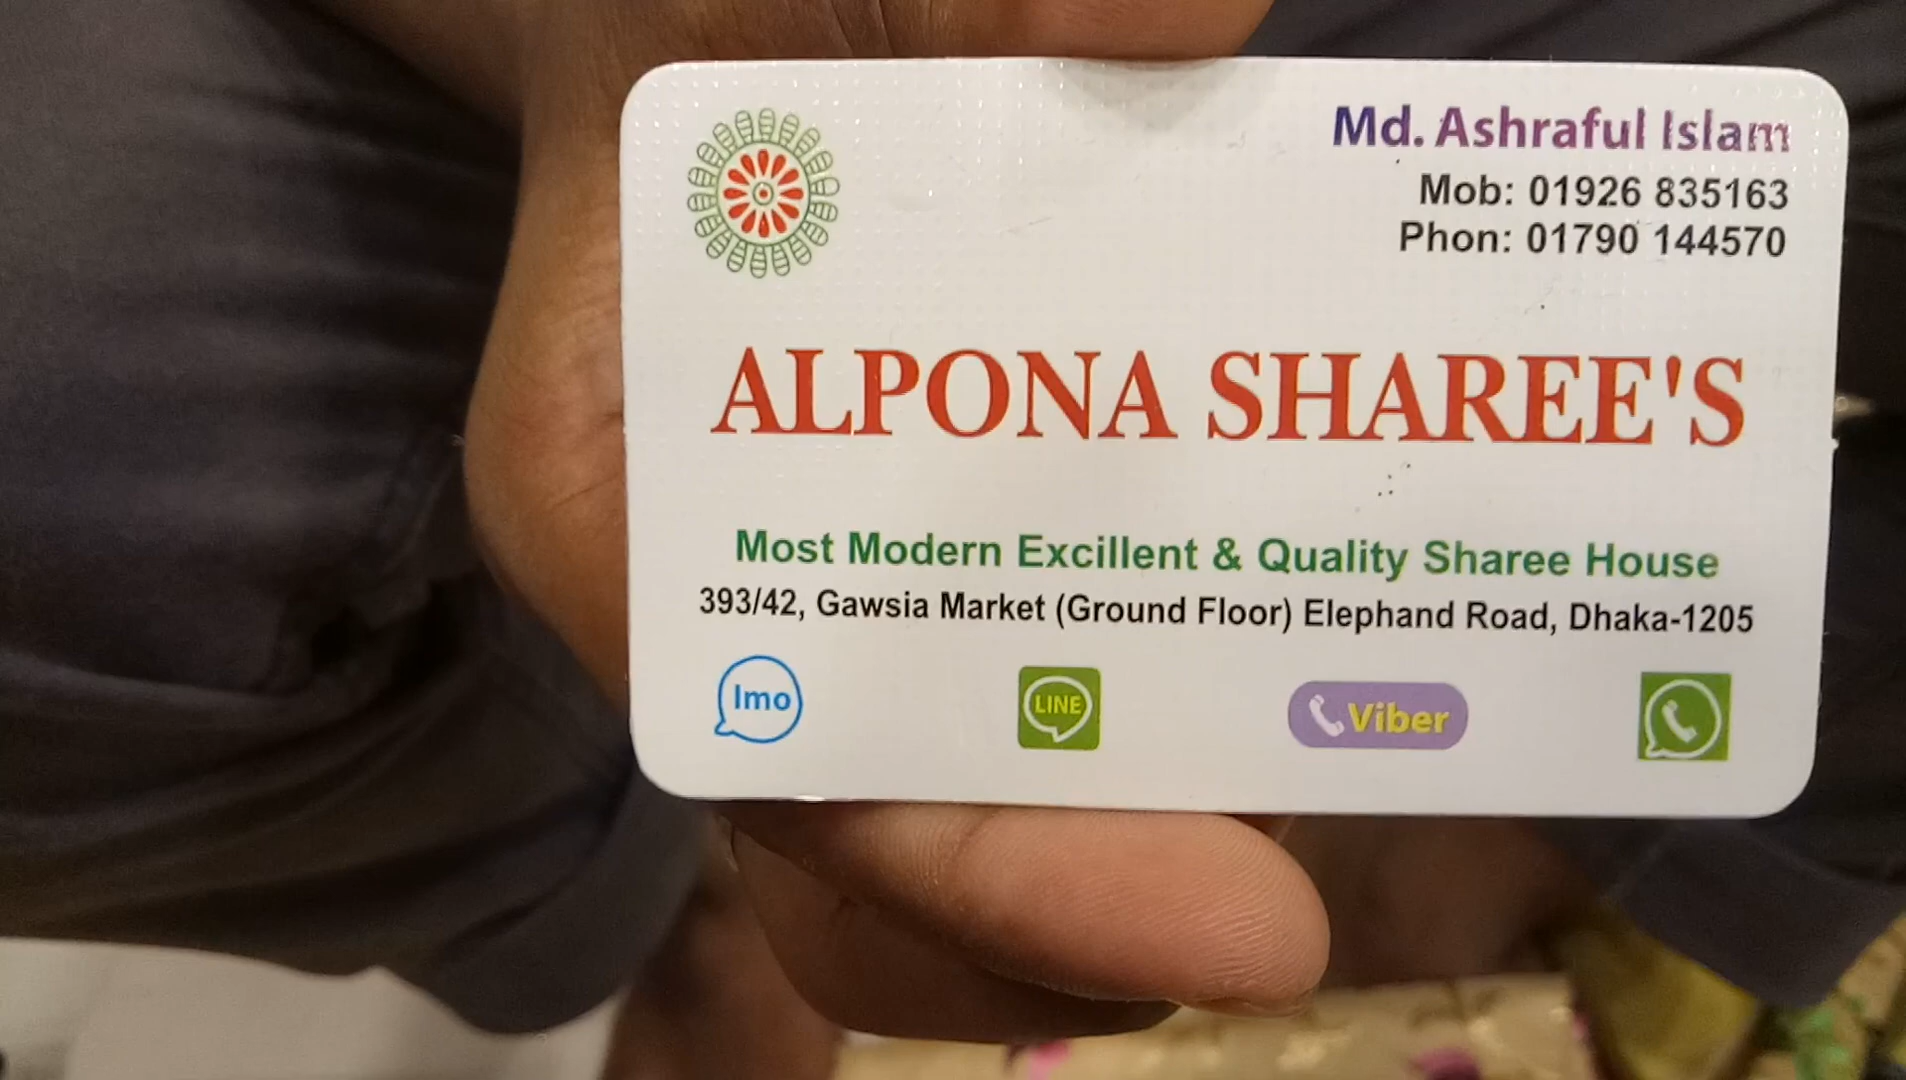 Md. Ashraful Islam
Mob: 01926 835163
Phon: 01790 144570
ALPONA SHAREE'S
Most Modern Excillent & Quality Sharee House
393/42, Gawsia Market (Ground Floor) Elephand Road, Dhaka-1205
Imo LINE Viber